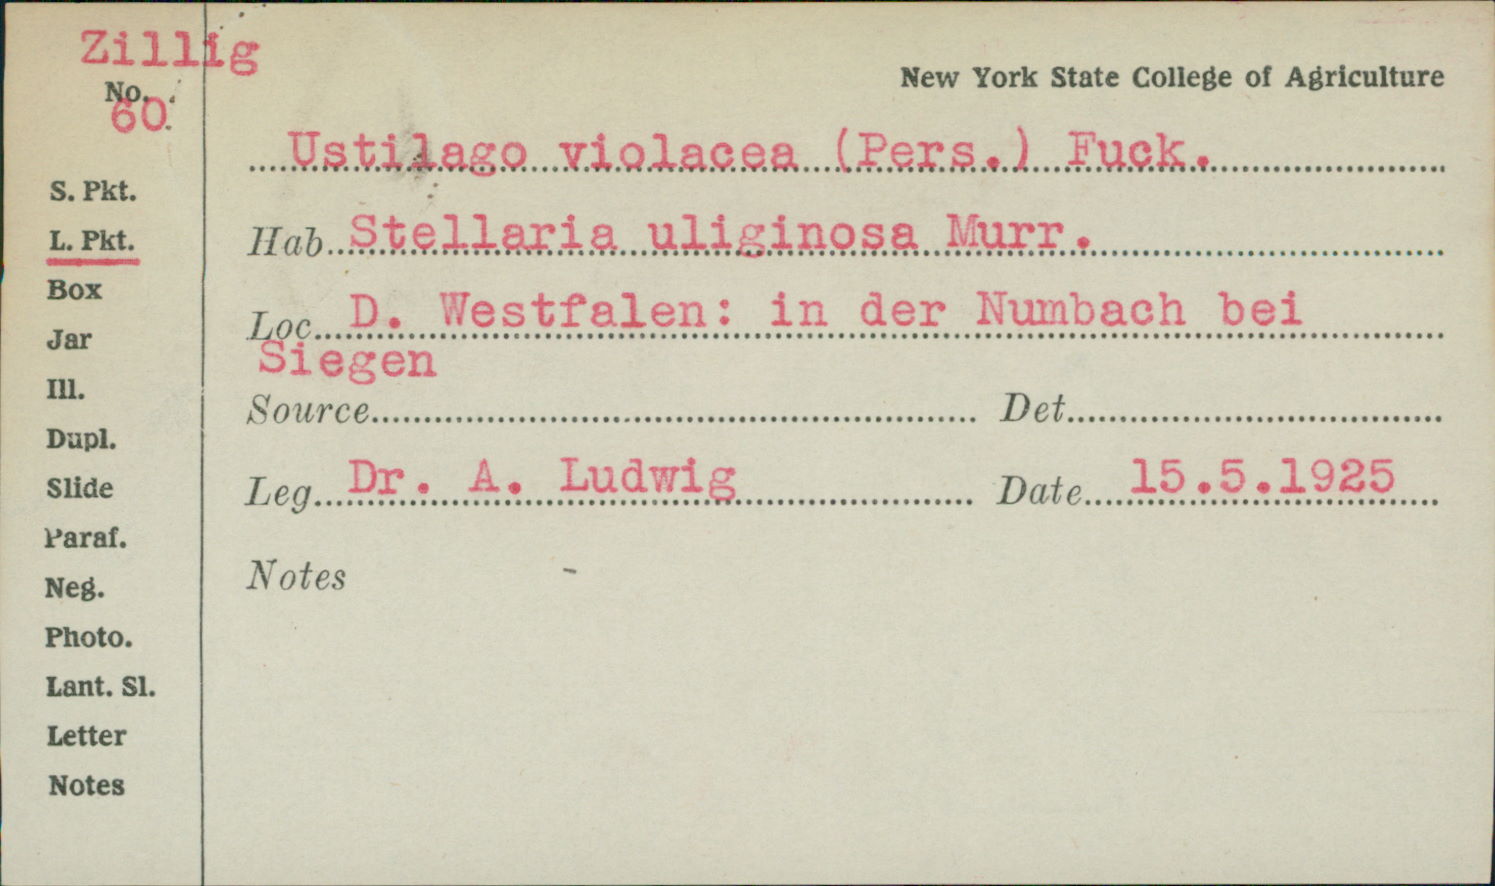 Zillig
No.
60
New York State College of Agriculture
Ustilago violacea (Pers.) Fuck.
S. Pkt.
L. Pkt.
Box
Jar
Ill.
Dupl.
Slide
Paraf.
Neg.
Photo.
Lant. Sl.
Letter
Notes
Hab Stellaria uliginosa Murr.
Loc D. Westfalen: in der Numbach bei
Siegen
Source Det
Leg Dr. A. Ludwig Date 15.5.1925
Notes -